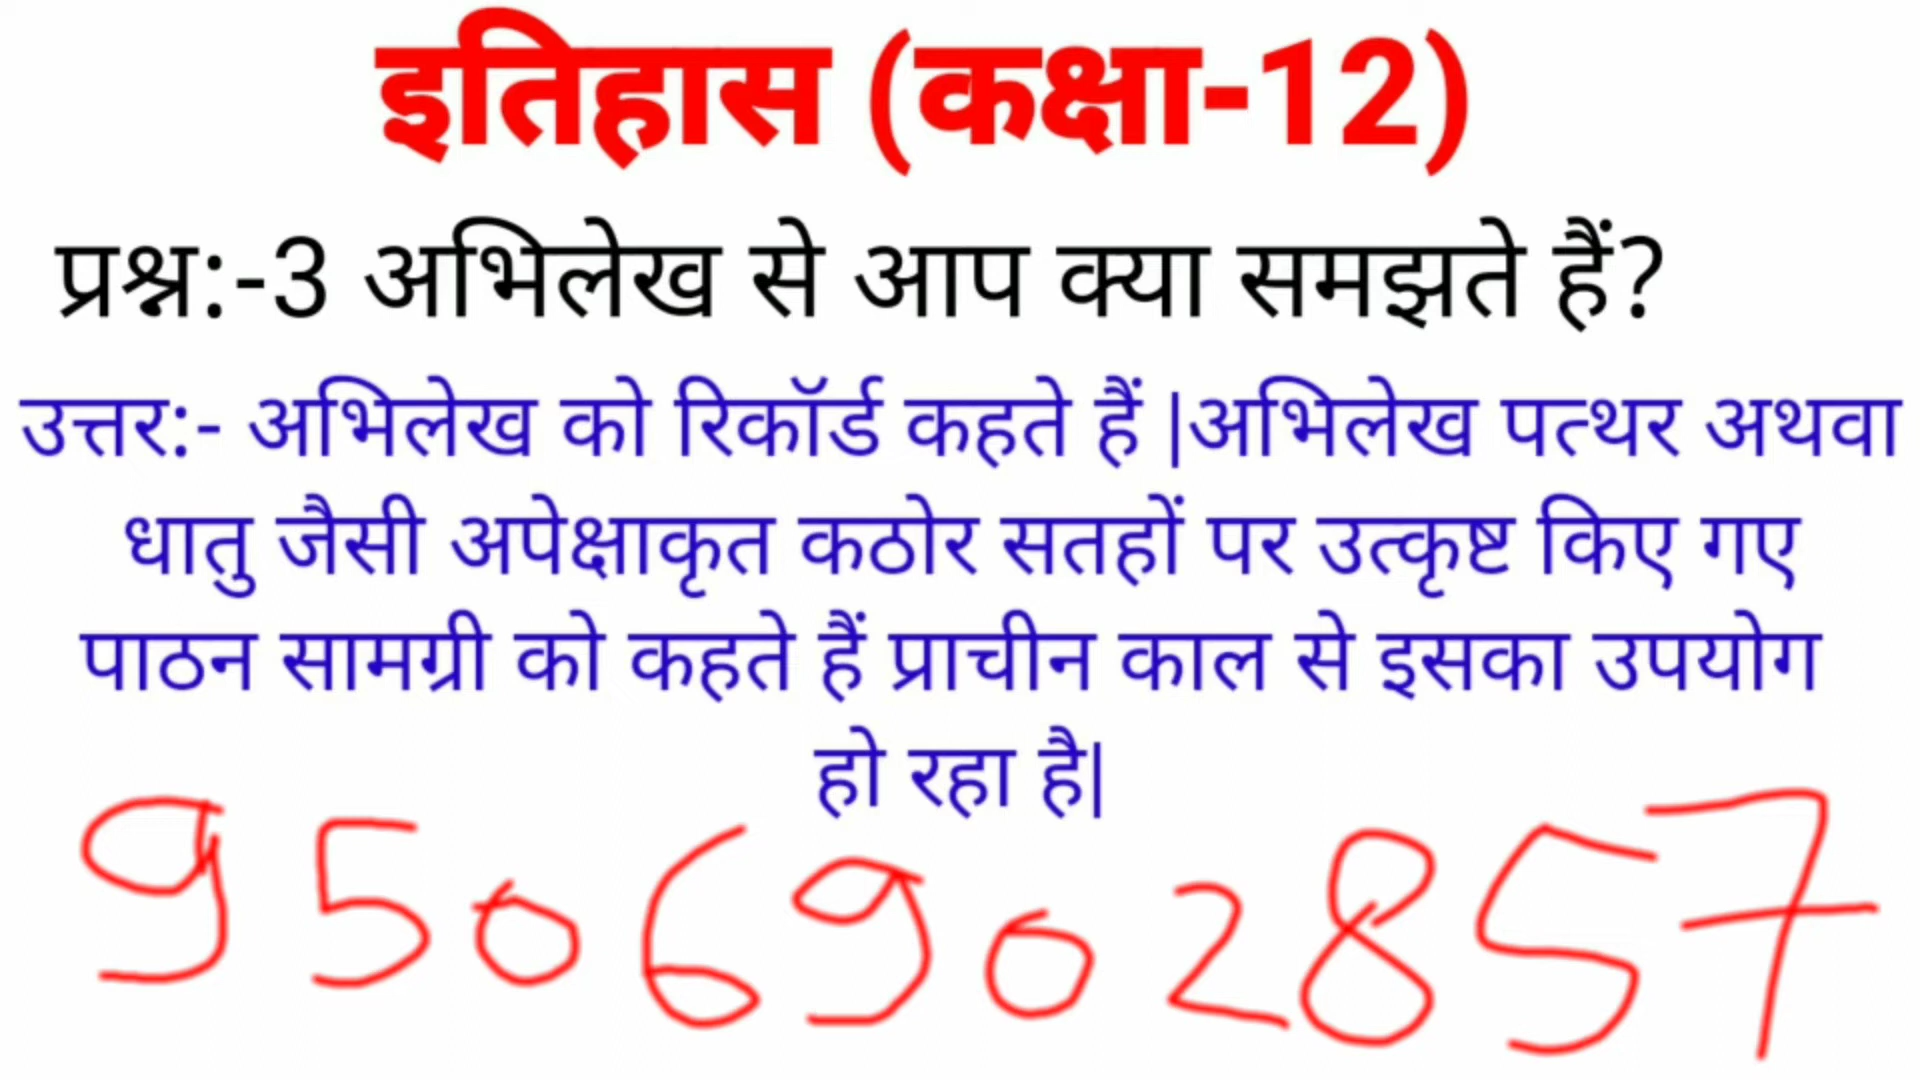 इतिहास (कक्षा-12)
प्रश्न:-3 अभिलेख से आप क्या समझते हैं?
उत्तर:- अभिलेख को रिकॉर्ड कहते हैं |अभिलेख पत्थर अथवा
धातु जैसी अपेक्षाकृत कठोर सतहों पर उत्कृष्ट किए गए
पाठन सामग्री को कहते हैं प्राचीन काल से इसका उपयोग
हो रहा है|
9506902857